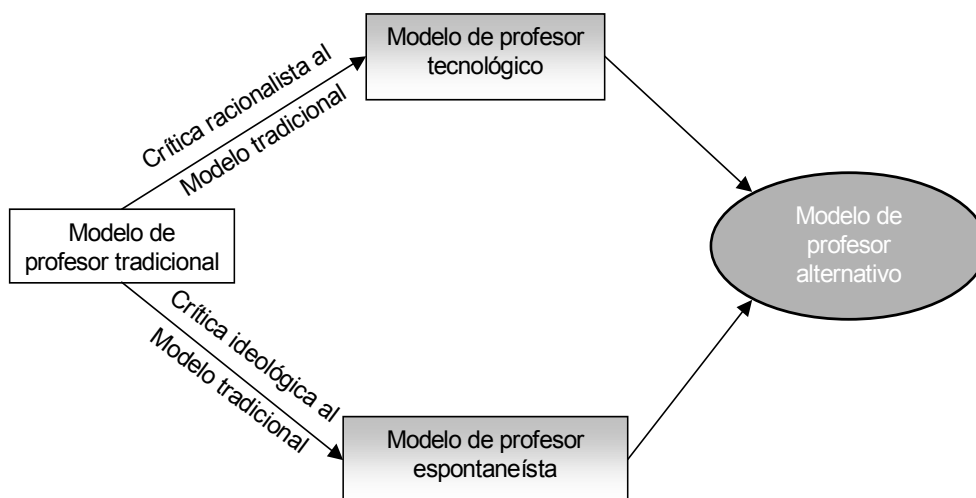 Modelo de profesor
tecnológico
Crítica racionalista al
Modelo tradicional
Modelo de
profesor tradicional
Modelo de
profesor
alternativo
Crítica ideológica al
Modelo tradicional
Modelo de profesor
espontaneísta